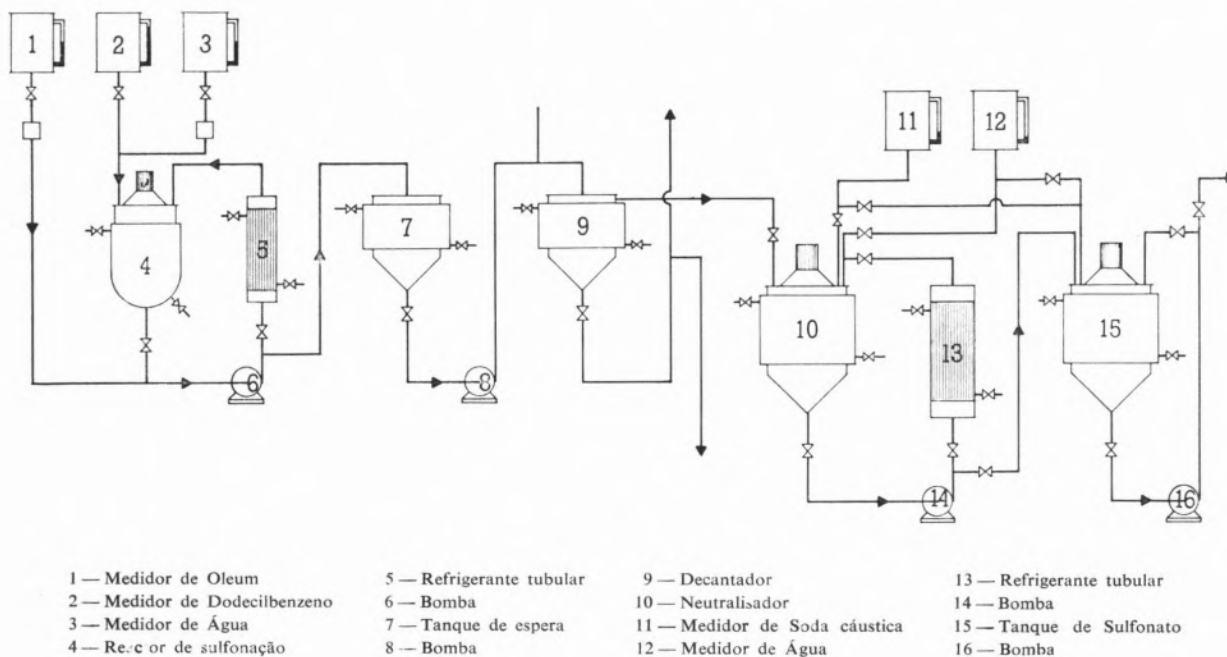 1
2
3
4
5
6
7
8
9
10
11
12
13
14
15
16
1 — Medidor de Oleum
2 — Medidor de Dodecilbenzeno
3 — Medidor de Água
4 — Re.c or de sulfonação
5 — Refrigerante tubular
6 — Bomba
7 — Tanque de espera
8 — Bomba
9 — Decantador
10 — Neutralisador
11 — Medidor de Soda cáustica
12 — Medidor de Água
13 — Refrigerante tubular
14 — Bomba
15 — Tanque de Sulfonato
16 — Bomba